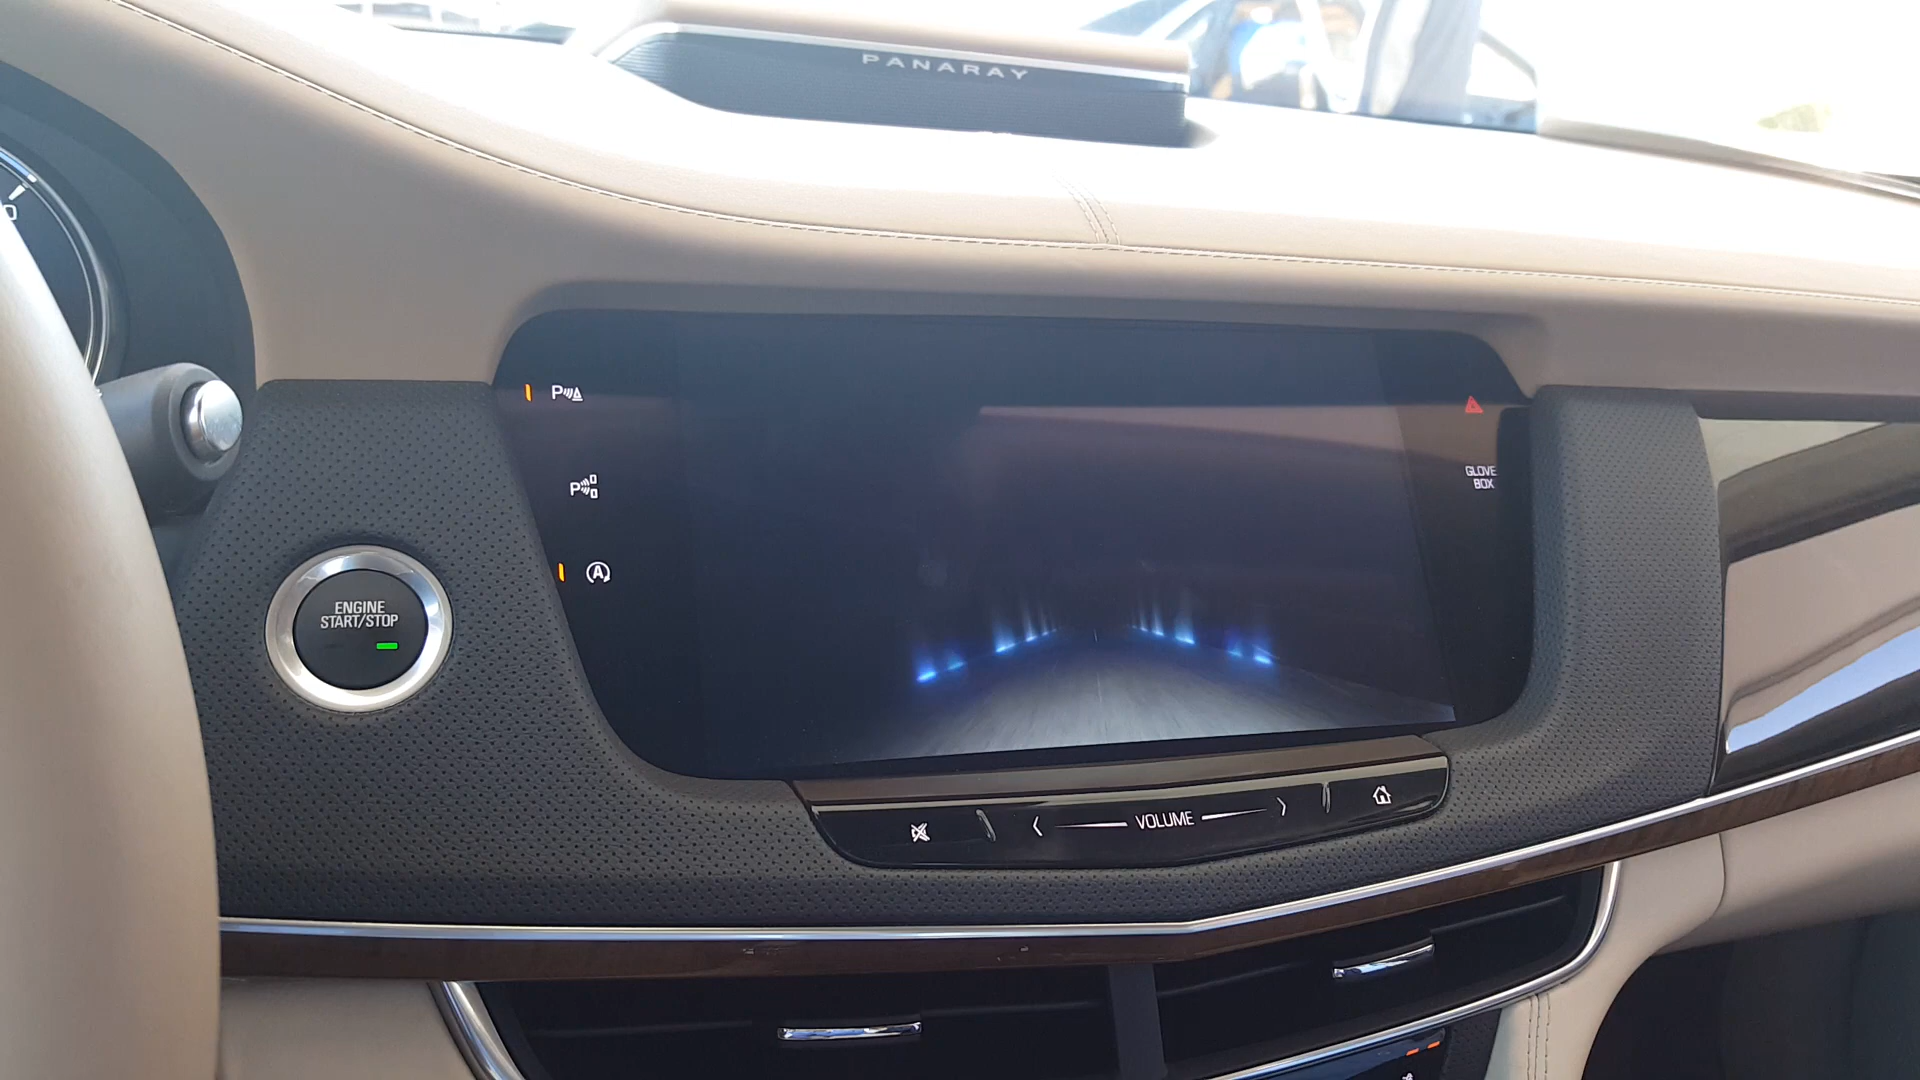 PANARAY
P
GLOVE
BOX
P
A
ENGINE
START/STOP
VOLUME